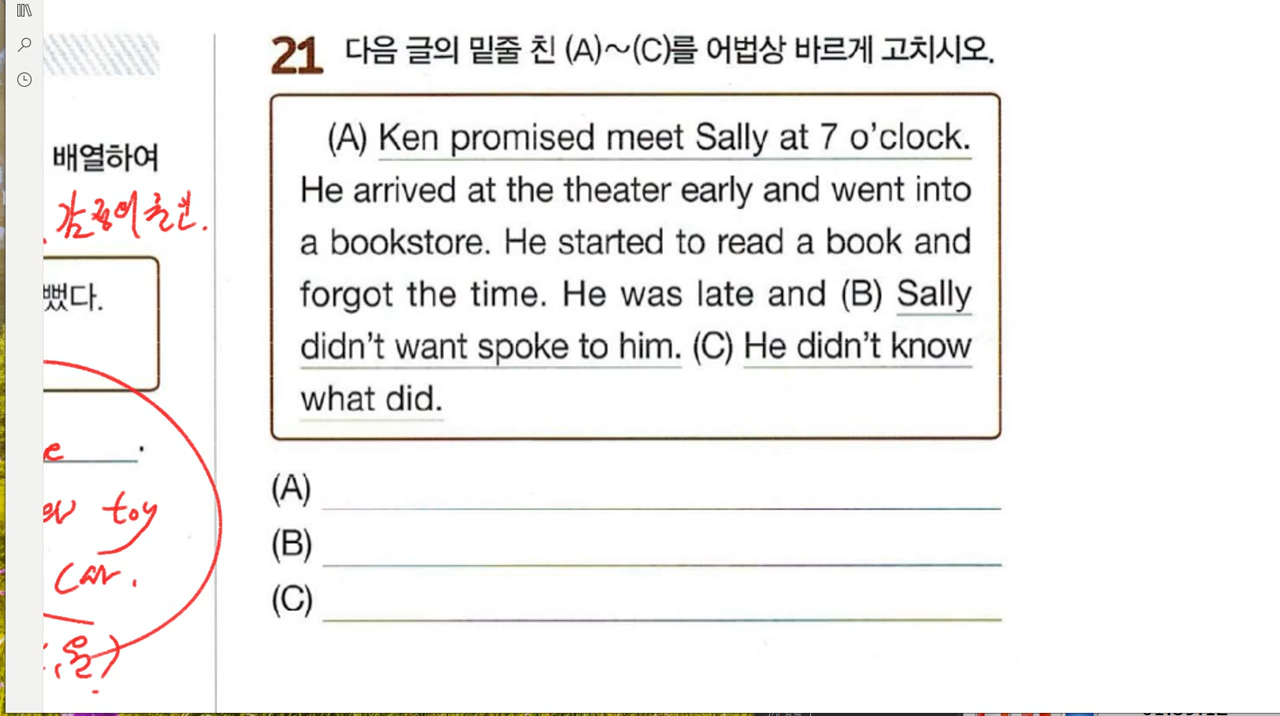 21 다음 글의 밑줄 친 (A)~(C)를 어법상 바르게 고치시오.
(A) Ken promised meet Sally at 7 o'clock.
He arrived at the theater early and went into
a bookstore. He started to read a book and
forgot the time. He was late and (B) Sally
didn't want spoke to him. (C) He didn't know
what did.
(A)
(B)
(C)
배열하여
뻤다.
e
toy
car.